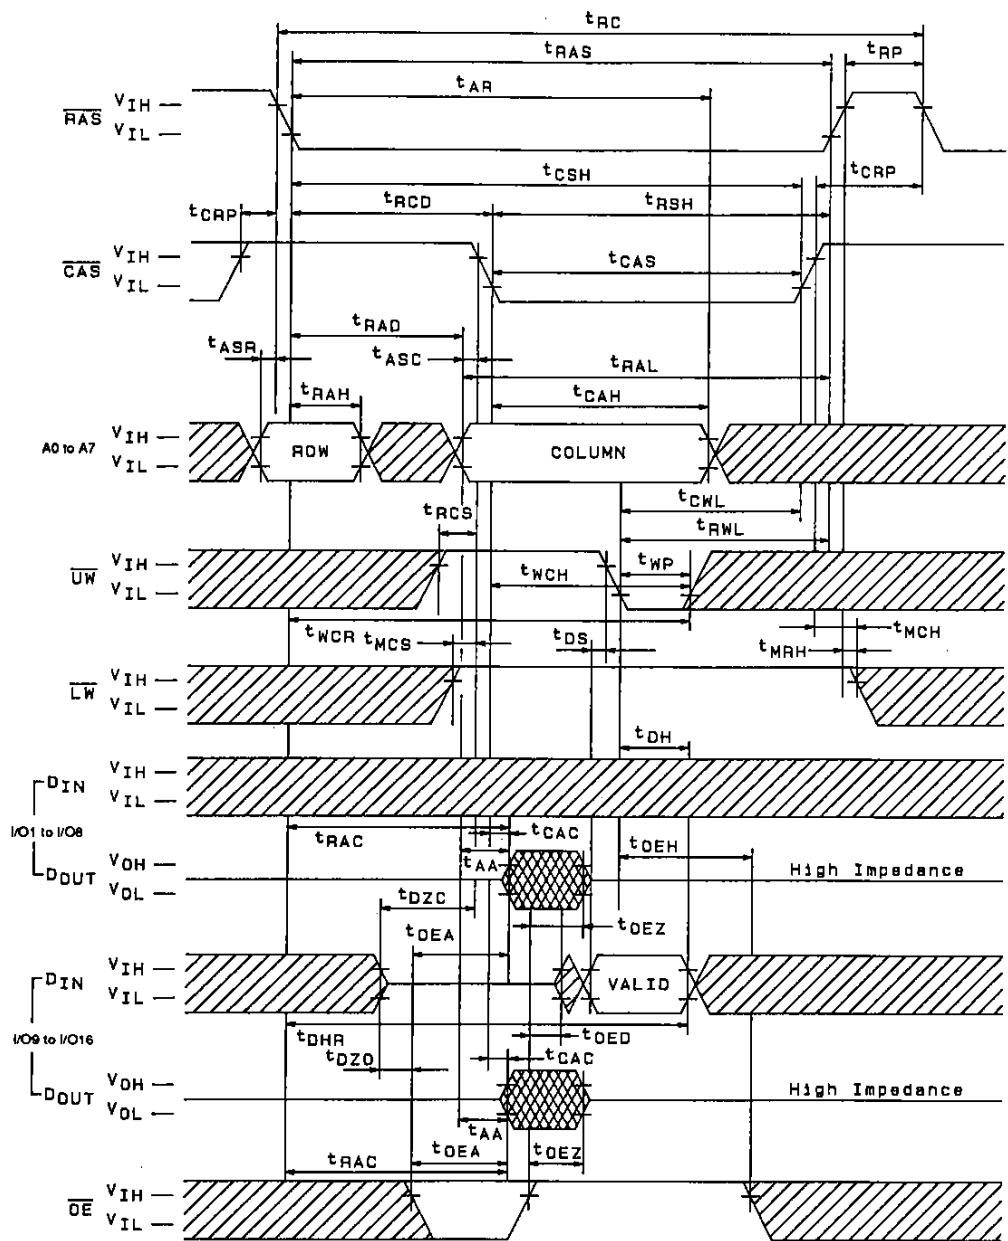 tRC
tRAS
tRP
tAR
RAS
VIH
VIL
tCSH
tCRP
tCRP
tRCD
tRSH
CAS
VIH
VIL
tCAS
tRAD
tASR
tASC
tRAL
tRAH
tCAH
A0 to A7
VIH
VIL
ROW
COLUMN
tCWL
tRCS
tRWL
UW
VIH
VIL
tWCH
tWP
tWCR
tMCS
tDS
tMCH
tMRH
LW
VIH
VIL
tDH
DIN
VIH
VIL
I/O1 to I/O8
tRAC
tCAC
tOEH
tAA
DOUT
VOH
VOL
High Impedance
tDZC
tOEZ
tOEA
DIN
VIH
VIL
VALID
I/O9 to I/O16
tDHR
tOED
tDZO
tCAC
DOUT
VOH
VOL
High Impedance
tAA
tOEA
tOEZ
tRAC
OE
VIH
VIL